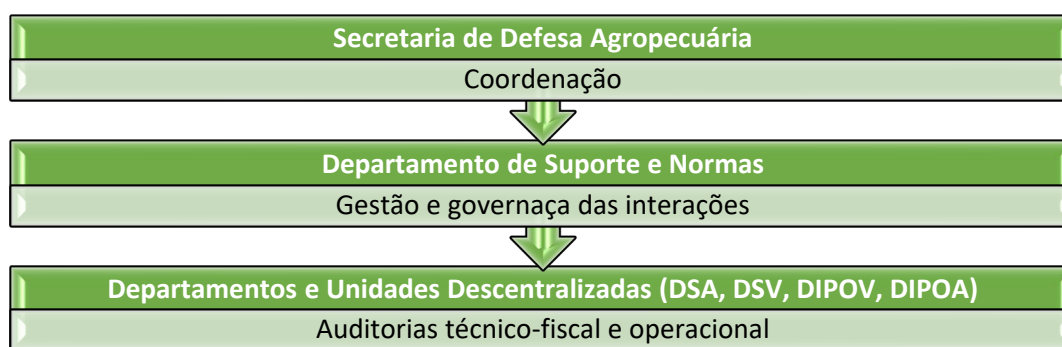 Secretaria de Defesa Agropecuária
Coordenação
Departamento de Suporte e Normas
Gestão e governaça das interações
Departamentos e Unidades Descentralizadas (DSA, DSV, DIPOV, DIPOA)
Auditorias técnico-fiscal e operacional